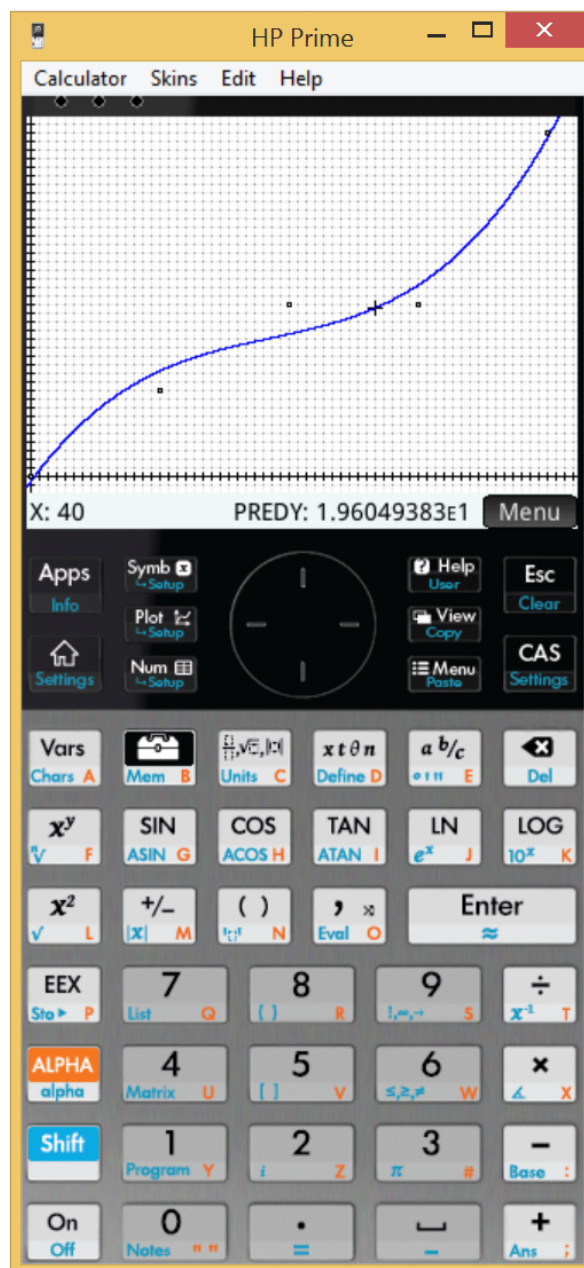 HP Prime
Calculator Skins Edit Help
X: 40 PREDY: 1.96049383E1 Menu
Apps Symb Help Esc
Info Setup User Clear
Plot View
Setup Copy
Num Menu CAS
Settings Setup Paste Settings
Vars x t θ n a b/c
Chars A Mem B Units C Define D E Del
xʸ SIN COS TAN LN LOG
ⁿ√ F ASIN G ACOS H ATAN I eˣ J 10ˣ K
x² +/− ( ) , Enter
√ L |x| M N Eval O ≈
EEX 7 8 9 ÷
Sto ▸ P List Q { } R !,∞,→ S x⁻¹ T
ALPHA 4 5 6 ×
alpha Matrix U [ ] V ≤,≥,≠ W ∡ X
Shift 1 2 3 −
Program Y i Z π # Base :
On 0 . +
Off Notes " " = _ Ans ;